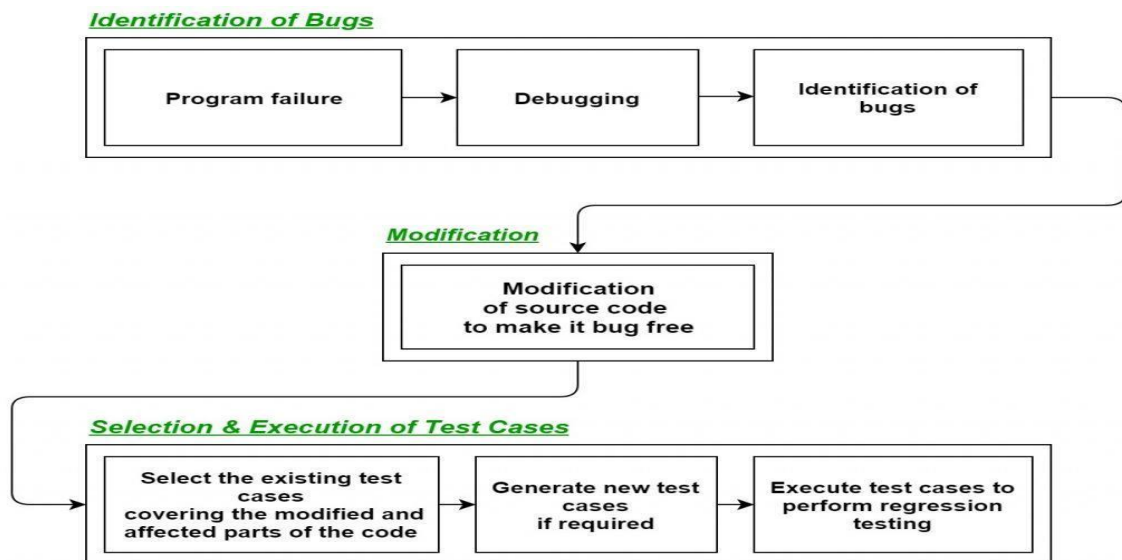 Identification of Bugs
Program failure
Debugging
Identification of
bugs
Modification
Modification
of source code
to make it bug free
Selection & Execution of Test Cases
Select the existing test
cases
covering the modified and
affected parts of the code
Generate new test
cases
if required
Execute test cases to
perform regression
testing